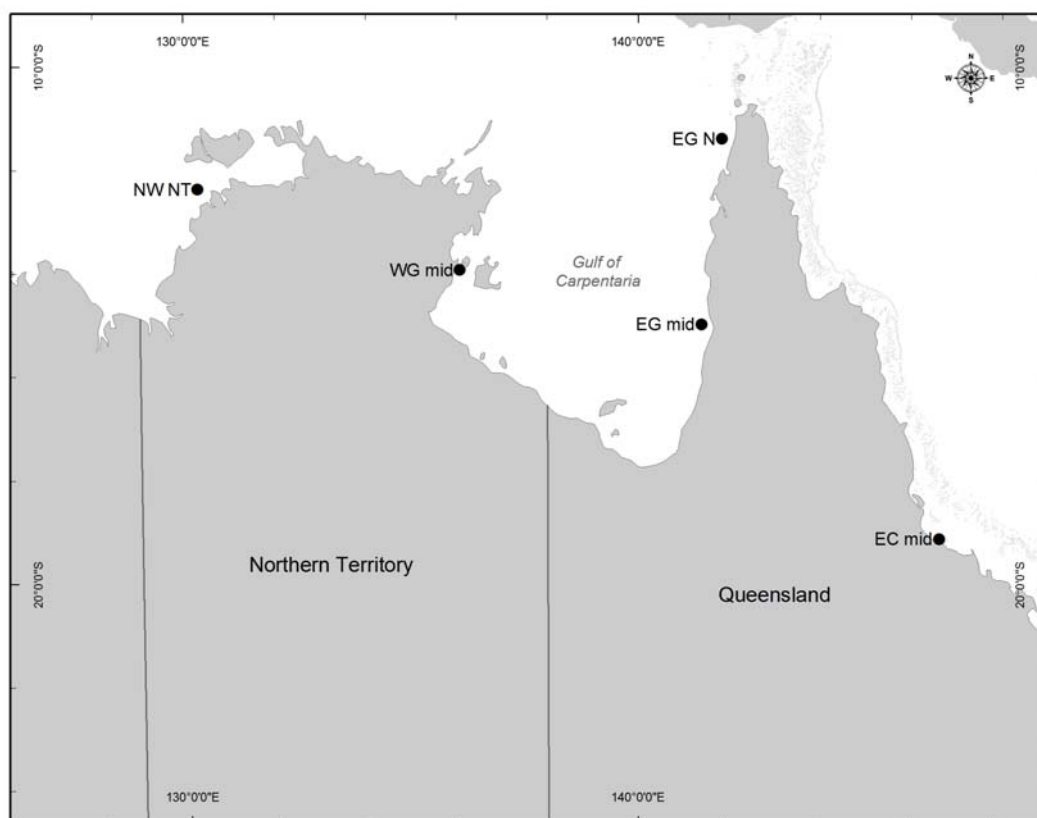 130°0'0"E
140°0'0"E
10°0'0"S
10°0'0"S
N
W
E
S
EG N
NW NT
WG mid
Gulf of
Carpentaria
EG mid
EC mid
Northern Territory
Queensland
20°0'0"S
20°0'0"S
130°0'0"E
140°0'0"E